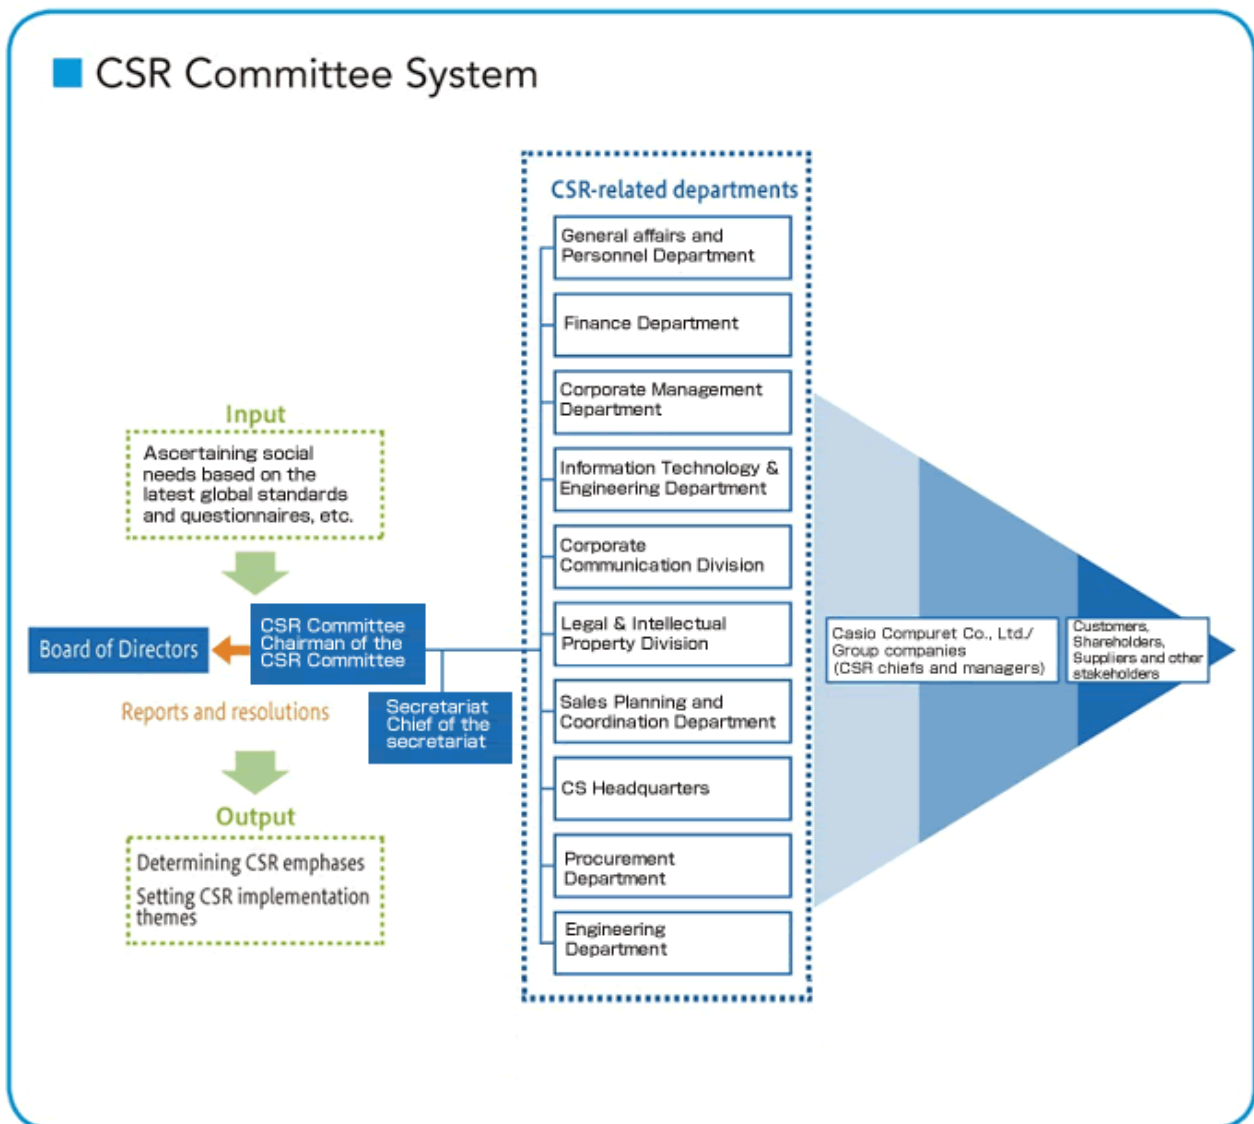 CSR Committee System
CSR-related departments
General affairs and
Personnel Department
Finance Department
Corporate Management
Department
Information Technology &
Engineering Department
Corporate
Communication Division
Legal & Intellectual
Property Division
Sales Planning and
Coordination Department
CS Headquarters
Procurement
Department
Engineering
Department
Input
Ascertaining social
needs based on the
latest global standards
and questionnaires, etc.
Board of Directors
CSR Committee
Chairman of the
CSR Committee
Reports and resolutions
Secretariat
Chief of the
secretariat
Output
Determining CSR emphases
Setting CSR implementation
themes
Casio Compuret Co., Ltd./
Group companies
(CSR chiefs and managers)
Customers,
Shareholders,
Suppliers and other
stakeholders